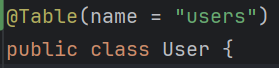 @Table(name = "users")
public class User {